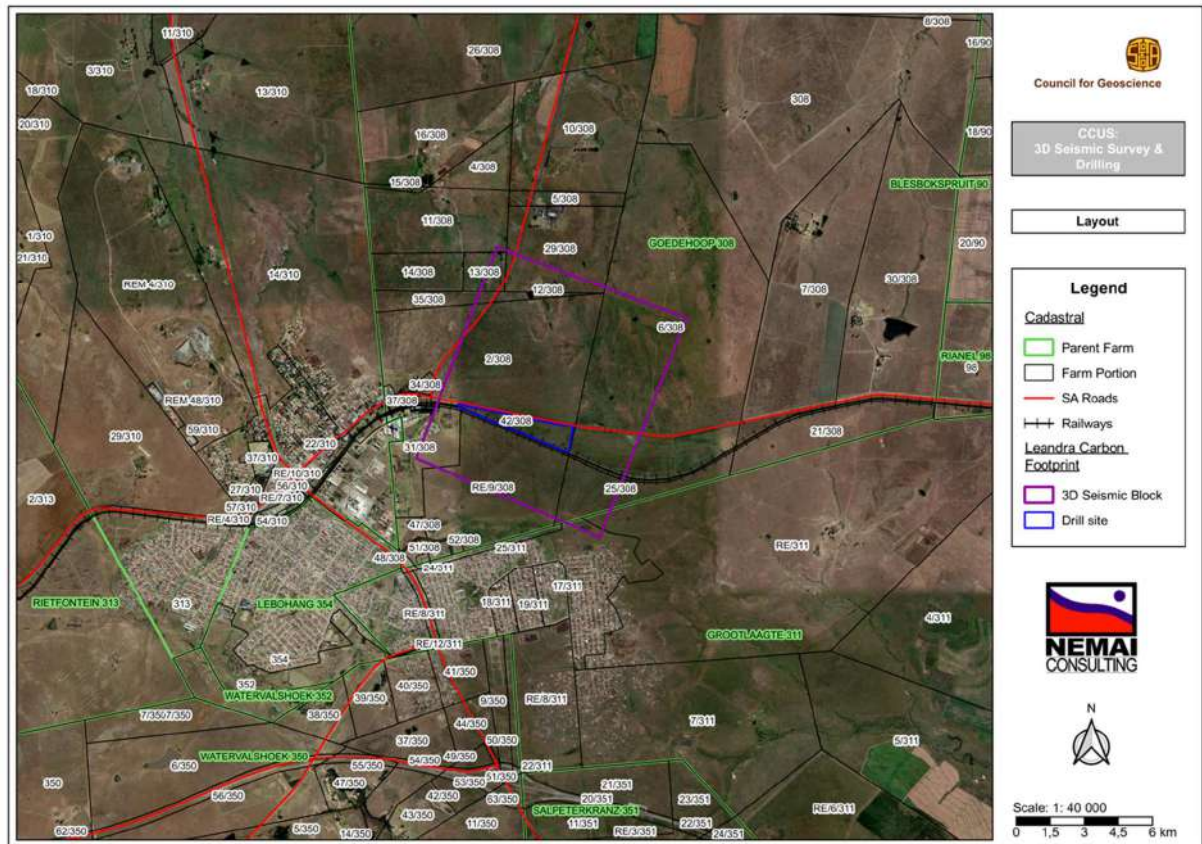 11/310
26/308
8/308
16/90
3/310
13/310
308
18/310
20/310
16/308
10/308
18/90
4/308
15/308
BLESBOKSPRUIT 90
5/308
11/308
1/310
21/310
29/308
GOEDEHOOP 308
20/90
14/310
14/308
13/308
REM 4/310
12/308
7/308
30/308
35/308
6/308
2/308
RIANEL 98
98
34/308
37/308
REM 48/310
42/308
59/310
21/308
29/310
22/310
31/308
37/310
RE/10/310
56/310
27/310
RE/7/310
RE/9/308
25/308
2/313
57/310
RE/4/310
54/310
47/308
52/308
51/308
25/311
RE/311
48/308
24/311
17/311
RIETFONTEIN 313
313
LEBOHANG 354
18/311
19/311
RE/8/311
4/311
GROOTLAAGTE 311
RE/12/311
354
41/350
352
40/350
WATERVALSHOEK 352
39/350
9/350
RE/8/311
7/350
7/350
38/350
44/350
7/311
37/350
50/350
5/311
WATERVALSHOEK 350
49/350
54/350
6/350
55/350
22/311
51/350
350
47/350
53/350
21/351
56/350
42/350
63/350
20/351
23/351
SALPETERKRANZ 351
43/350
RE/6/311
62/350
5/350
14/350
11/350
11/351
22/351
RE/3/351
24/351
Council for Geoscience
CCUS:
3D Seismic Survey &
Drilling
Layout
Legend
Cadastral
Parent Farm
Farm Portion
SA Roads
Railways
Leandra Carbon
Footprint
3D Seismic Block
Drill site
NEMAI
CONSULTING
N
Scale: 1: 40 000
0 1,5 3 4,5 6 km